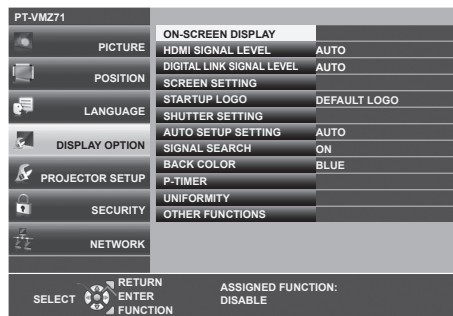 PT-VMZ71
PICTURE
POSITION
LANGUAGE
DISPLAY OPTION
PROJECTOR SETUP
SECURITY
NETWORK
ON-SCREEN DISPLAY
HDMI SIGNAL LEVEL AUTO
DIGITAL LINK SIGNAL LEVEL AUTO
SCREEN SETTING
STARTUP LOGO DEFAULT LOGO
SHUTTER SETTING
AUTO SETUP SETTING AUTO
SIGNAL SEARCH ON
BACK COLOR BLUE
P-TIMER
UNIFORMITY
OTHER FUNCTIONS
SELECT
RETURN
ENTER
FUNCTION
ASSIGNED FUNCTION:
DISABLE